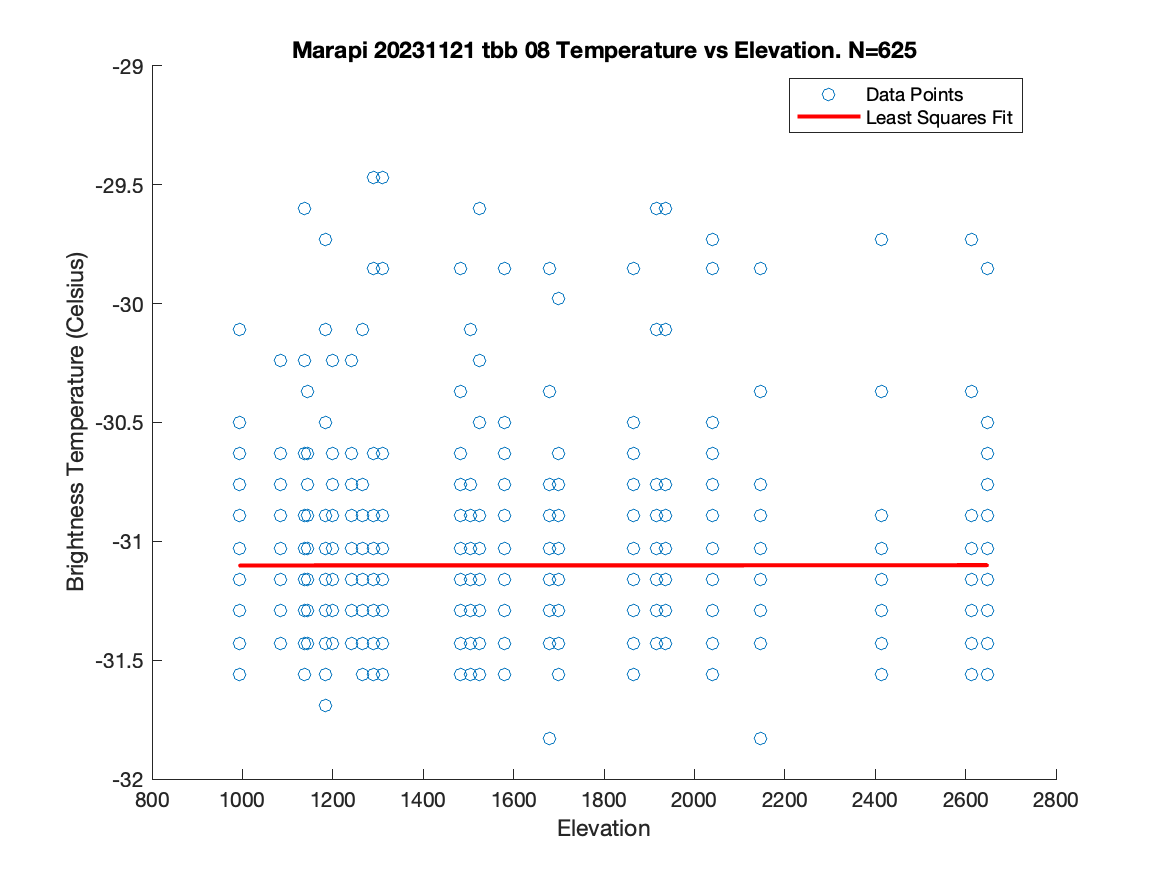 Marapi 20231121 tbb 08 Temperature vs Elevation. N=625
Data Points
Least Squares Fit
Brightness Temperature (Celsius)
-29
-29.5
-30
-30.5
-31
-31.5
-32
800 1000 1200 1400 1600 1800 2000 2200 2400 2600 2800
Elevation